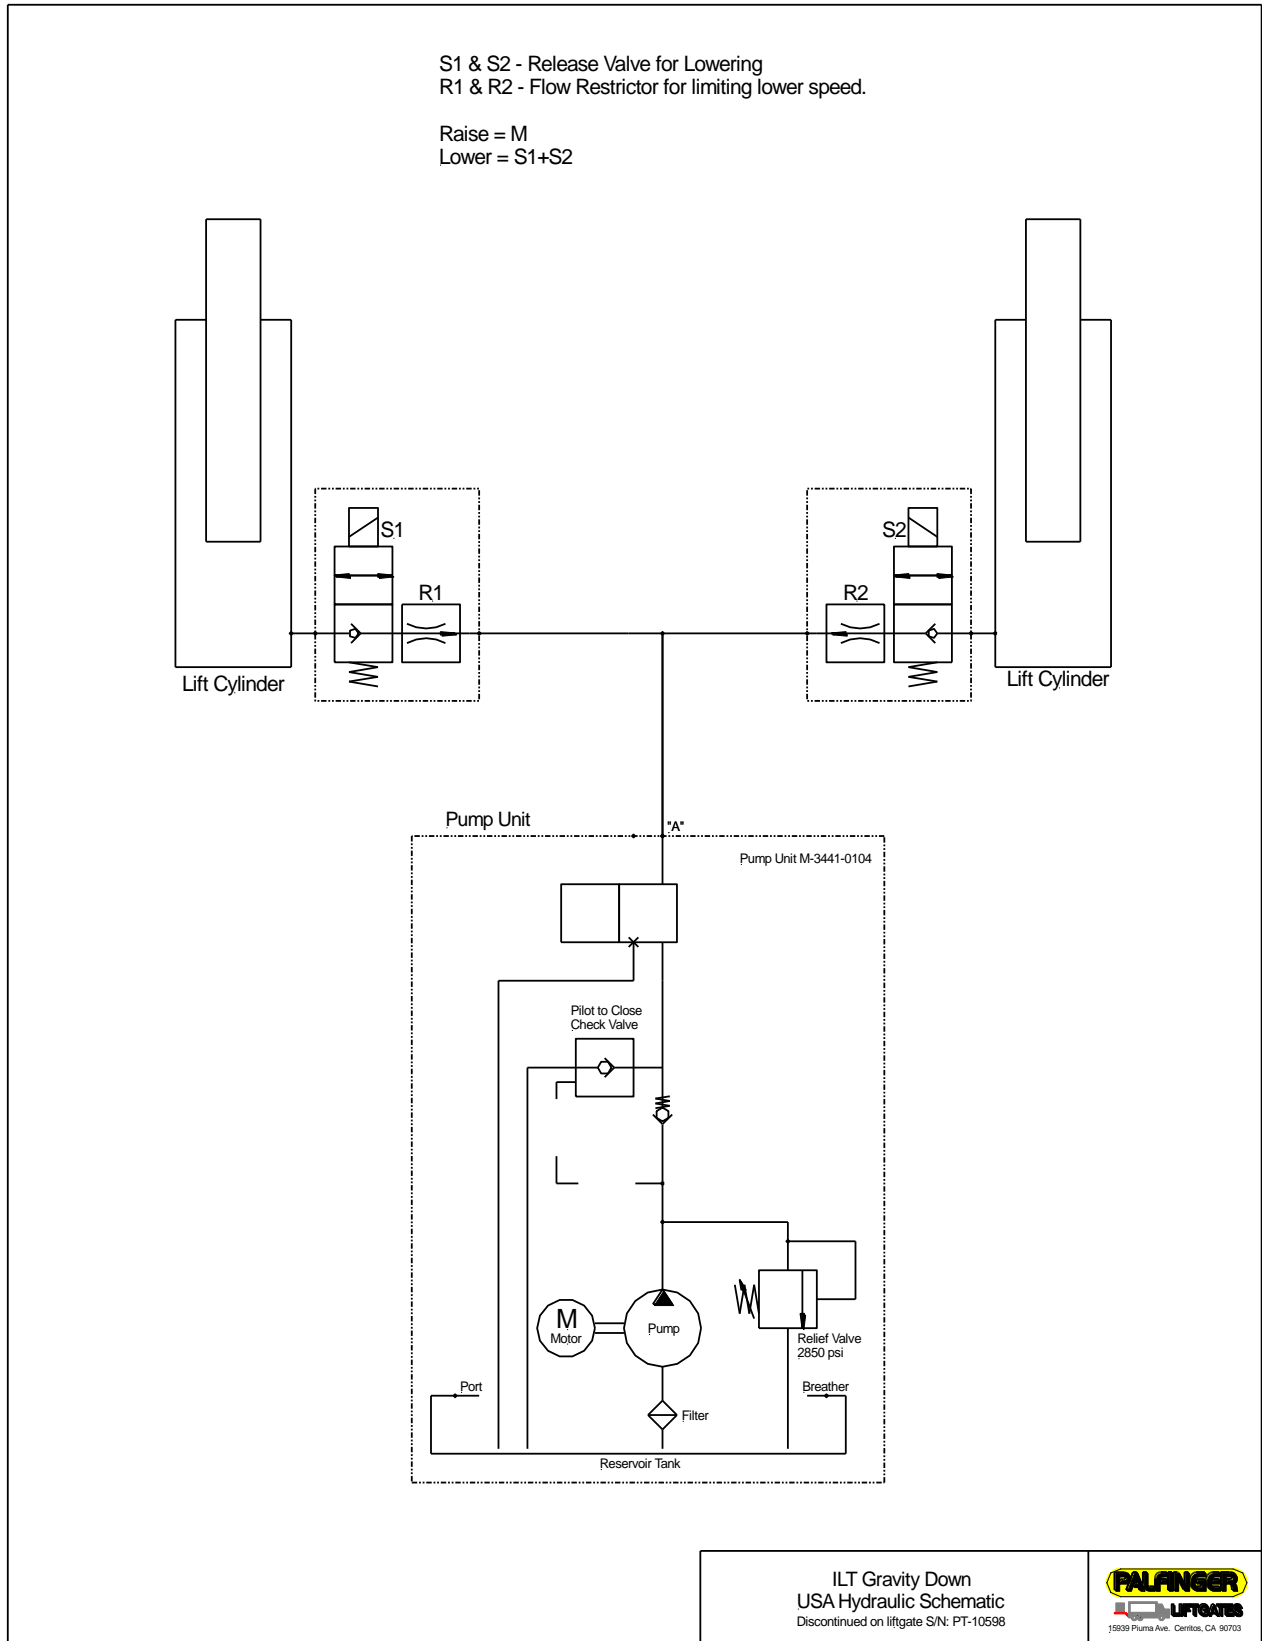 S1 & S2 - Release Valve for Lowering
R1 & R2 - Flow Restrictor for limiting lower speed.
Raise = M
Lower = S1+S2
S1
S2
R1
R2
Lift Cylinder
Lift Cylinder
Pump Unit
"A"
Pump Unit M-3441-0104
Pilot to Close
Check Valve
M
Motor
Pump
Relief Valve
2850 psi
Port
Breather
Filter
Reservoir Tank
ILT Gravity Down
USA Hydraulic Schematic
Discontinued on liftgate S/N: PT-10598
PALFINGER
LIFTGATES
15939 Piuma Ave. Cerritos, CA 90703